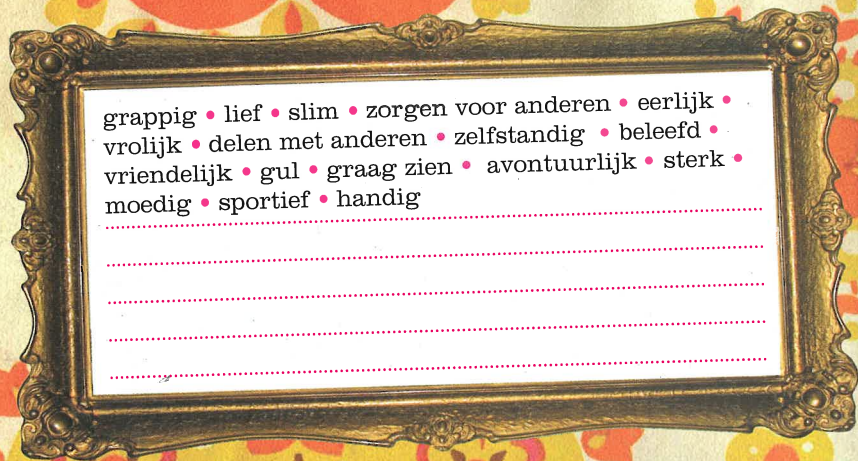 grappig • lief • slim • zorgen voor anderen • eerlijk •
vrolijk • delen met anderen • zelfstandig • beleefd •
vriendelijk • gul • graag zien • avontuurlijk • sterk •
moedig • sportief • handig